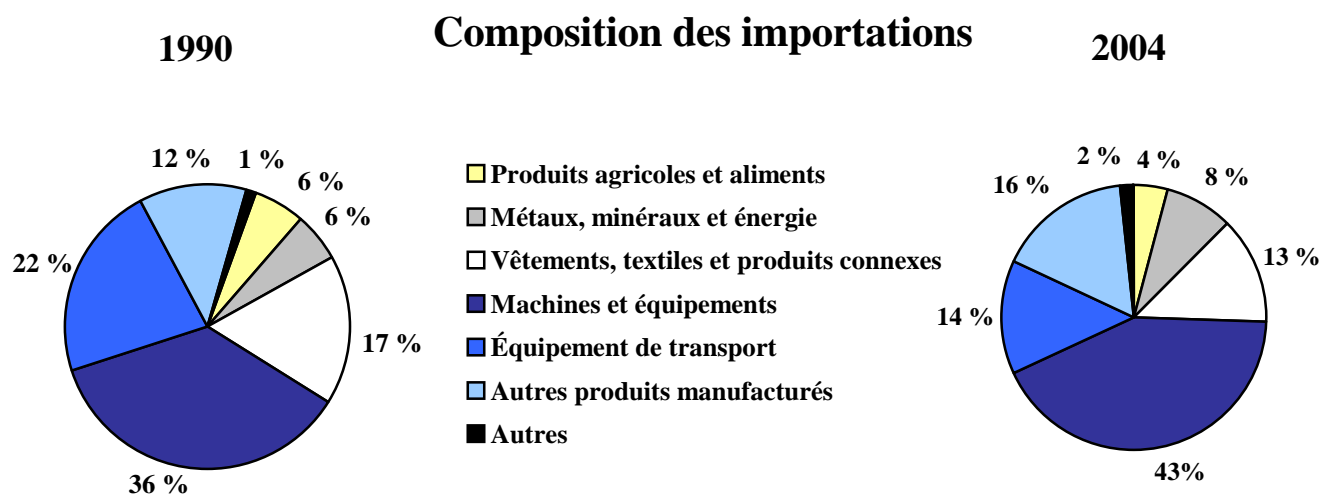 Composition des importations
1990
2004
12 %
1 %
6 %
6 %
22 %
17 %
36 %
Produits agricoles et aliments
Métaux, minéraux et énergie
Vêtements, textiles et produits connexes
Machines et équipements
Équipement de transport
Autres produits manufacturés
Autres
2 %
4 %
16 %
8 %
13 %
14 %
43%